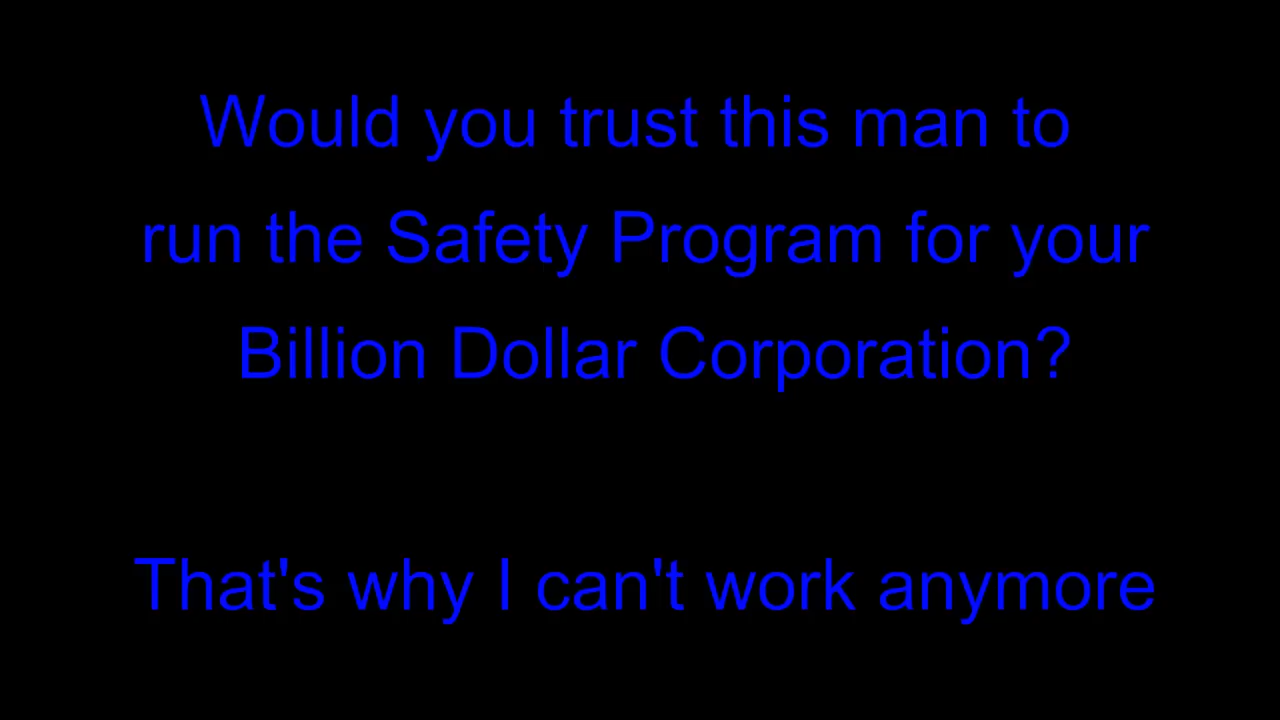 Would you trust this man to
run the Safety Program for your
Billion Dollar Corporation?
That's why I can't work anymore